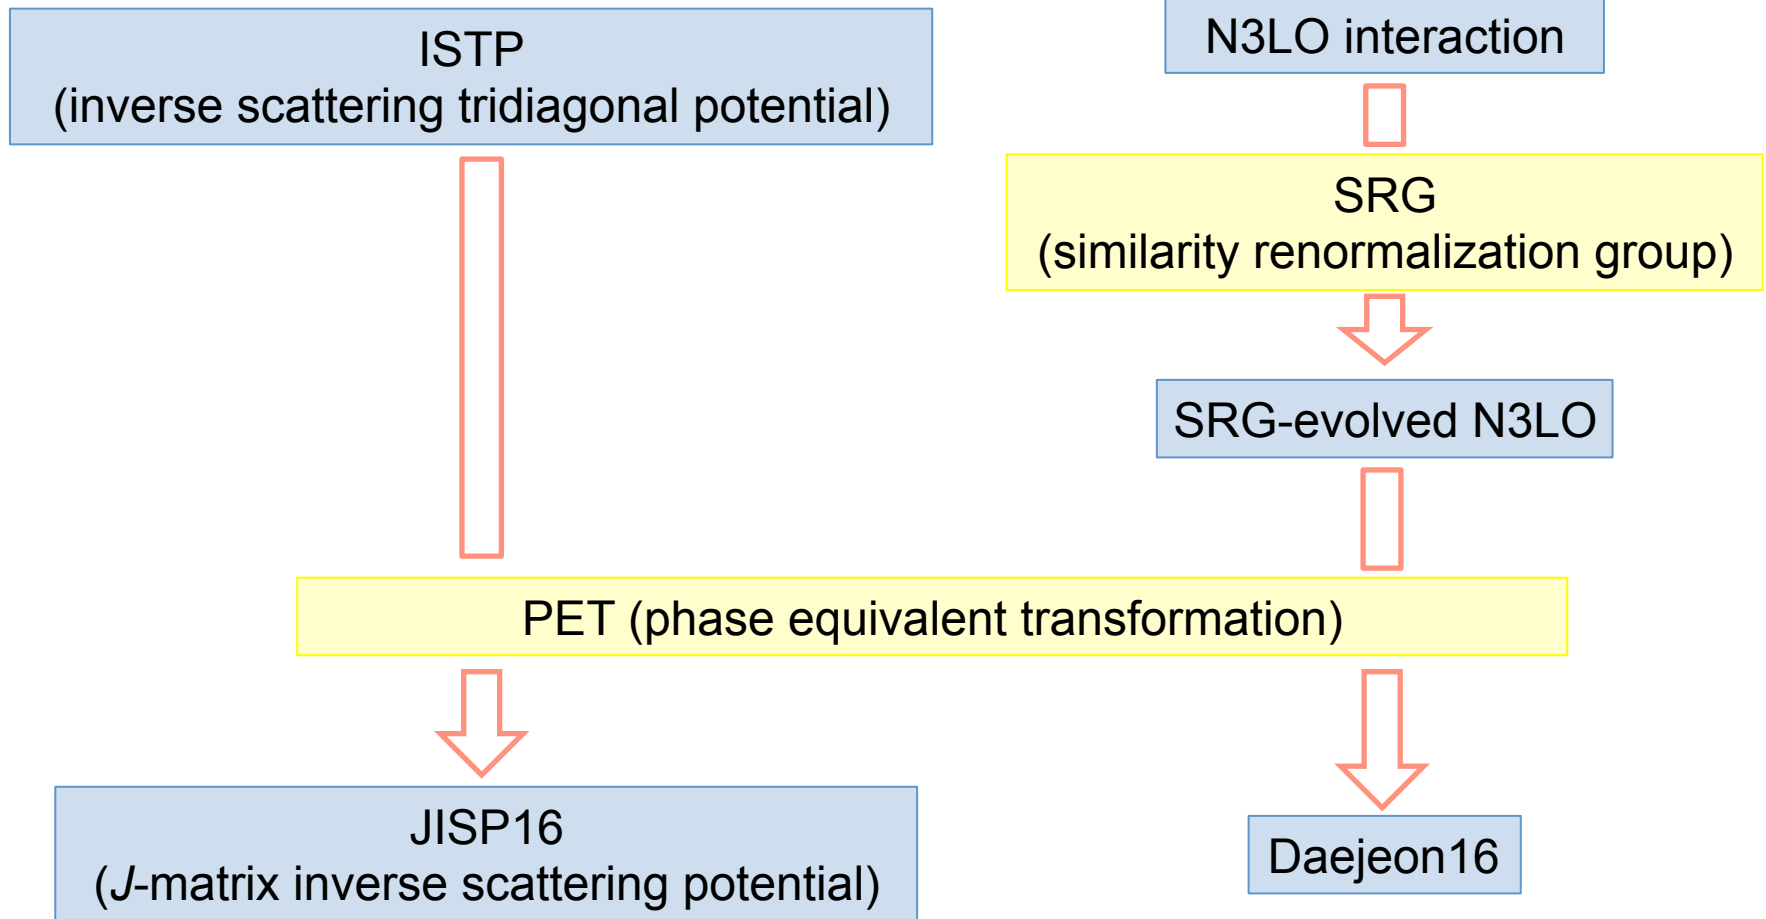 ISTP
(inverse scattering tridiagonal potential)
N3LO interaction
SRG
(similarity renormalization group)
SRG-evolved N3LO
PET (phase equivalent transformation)
JISP16
(J-matrix inverse scattering potential)
Daejeon16